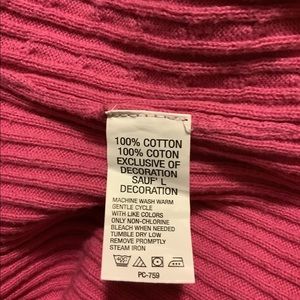 100% COTTON
100% COTON
EXCLUSIVE OF
DECORATION
SAUF' L
DECORATION
MACHINE WASH WARM
GENTLE CYCLE
WITH LIKE COLORS
ONLY NON-CHLORINE
BLEACH WHEN NEEDED
TUMBLE DRY LOW
REMOVE PROMPTLY
STEAM IRON
PC-759